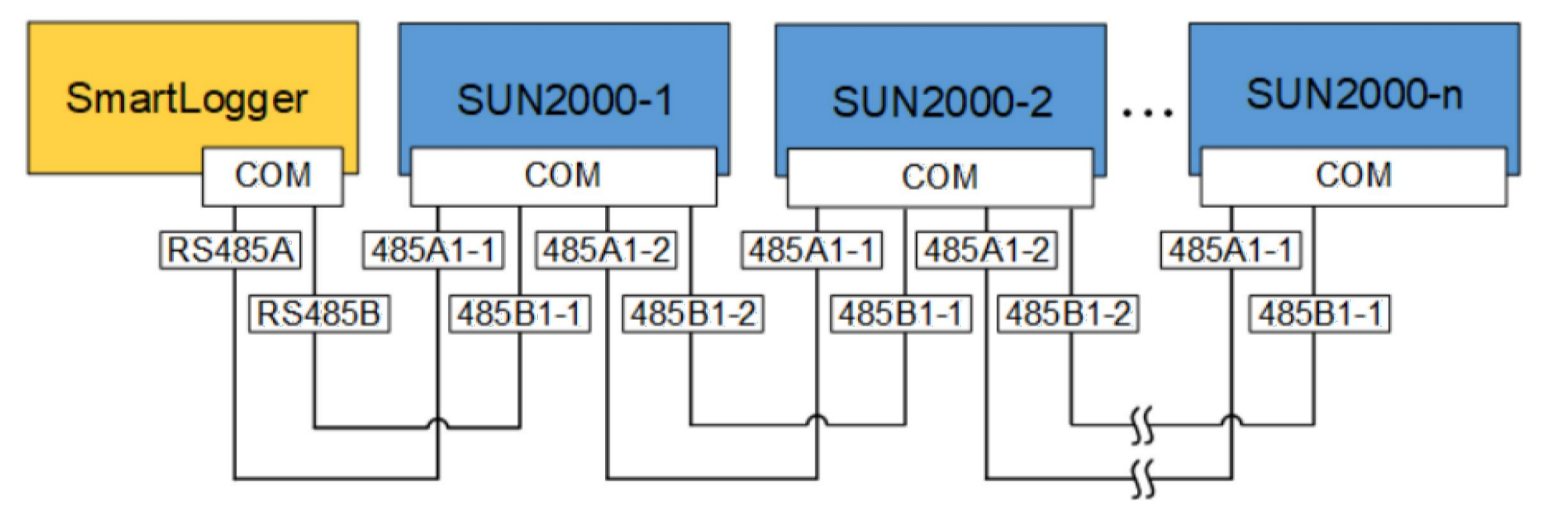 SmartLogger
SUN2000-1
SUN2000-2
...
SUN2000-n
COM
COM
COM
COM
RS485A
485A1-1
485A1-2
485A1-1
485A1-2
485A1-1
RS485B
485B1-1
485B1-2
485B1-1
485B1-2
485B1-1